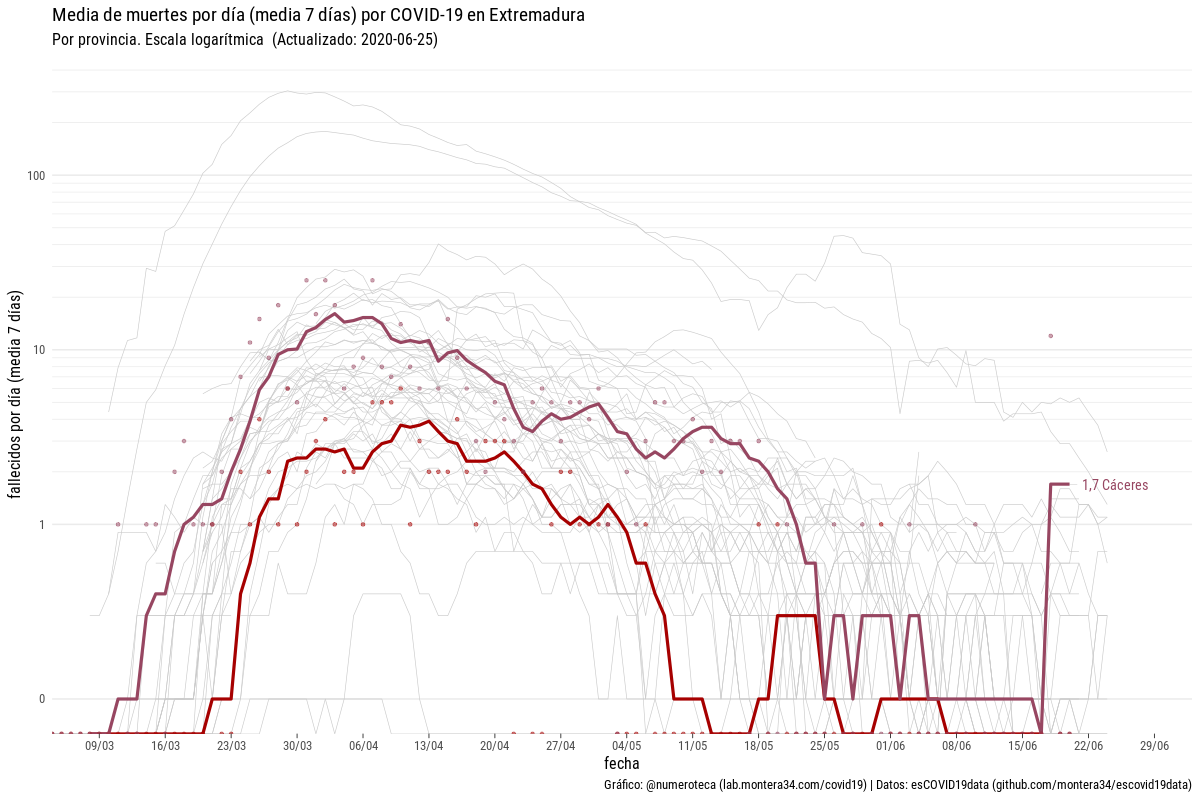 Media de muertes por día (media 7 días) por COVID-19 en Extremadura
Por provincia. Escala logarítmica (Actualizado: 2020-06-25)
fallecidos por día (media 7 días)
100
10
1
0
1,7 Cáceres
09/03 16/03 23/03 30/03 06/04 13/04 20/04 27/04 04/05 11/05 18/05 25/05 01/06 08/06 15/06 22/06 29/06
fecha
Gráfico: @numeroteca (lab.montera34.com/covid19) | Datos: esCOVID19data (github.com/montera34/escovid19data)